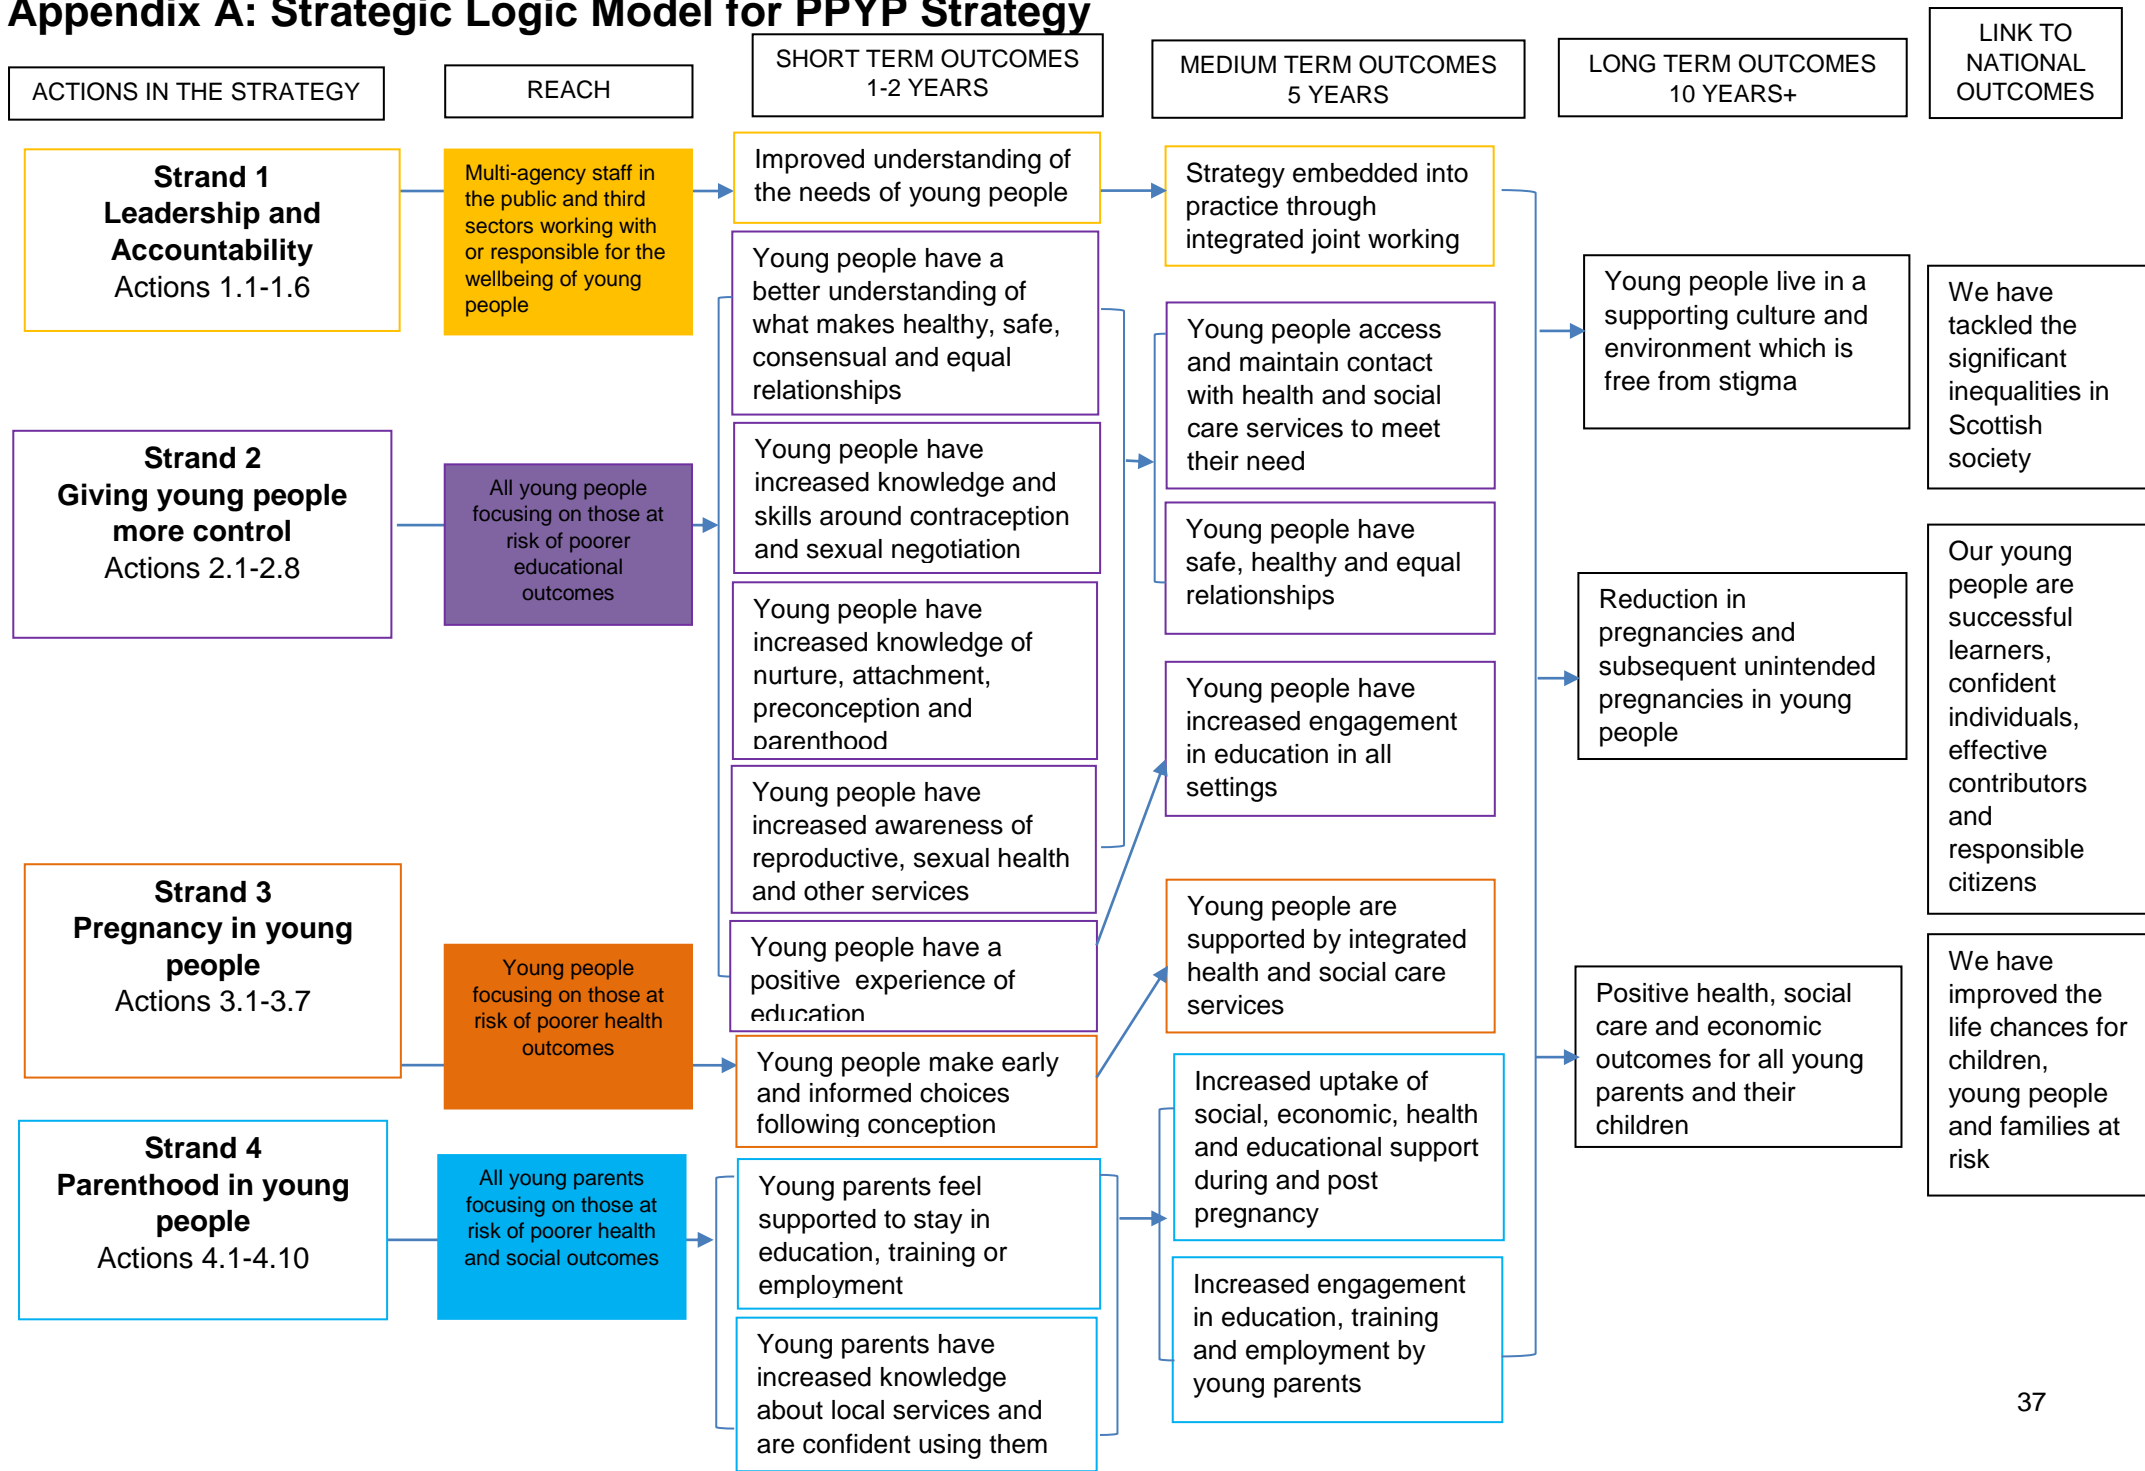 Appendix A: Strategic Logic Model for PPYP Strategy
ACTIONS IN THE STRATEGY
REACH
SHORT TERM OUTCOMES
1-2 YEARS
MEDIUM TERM OUTCOMES
5 YEARS
LONG TERM OUTCOMES
10 YEARS+
LINK TO
NATIONAL
OUTCOMES
Strand 1
Leadership and
Accountability
Actions 1.1-1.6
Multi-agency staff in
the public and third
sectors working with
or responsible for the
wellbeing of young
people
Improved understanding of
the needs of young people
Strategy embedded into
practice through
integrated joint working
Strand 2
Giving young people
more control
Actions 2.1-2.8
All young people
focusing on those at
risk of poorer
educational
outcomes
Young people have a
better understanding of
what makes healthy, safe,
consensual and equal
relationships
Young people have
increased knowledge and
skills around contraception
and sexual negotiation
Young people have
increased knowledge of
nurture, attachment,
preconception and
parenthood
Young people have
increased awareness of
reproductive, sexual health
and other services
Young people have a
positive  experience of
education
Young people access
and maintain contact
with health and social
care services to meet
their need
Young people have
safe, healthy and equal
relationships
Young people have
increased engagement
in education in all
settings
Strand 3
Pregnancy in young
people
Actions 3.1-3.7
Young people
focusing on those at
risk of poorer health
outcomes
Young people make early
and informed choices
following conception
Young people are
supported by integrated
health and social care
services
Strand 4
Parenthood in young
people
Actions 4.1-4.10
All young parents
focusing on those at
risk of poorer health
and social outcomes
Young parents feel
supported to stay in
education, training or
employment
Young parents have
increased knowledge
about local services and
are confident using them
Increased uptake of
social, economic, health
and educational support
during and post
pregnancy
Increased engagement
in education, training
and employment by
young parents
Young people live in a
supporting culture and
environment which is
free from stigma
Reduction in
pregnancies and
subsequent unintended
pregnancies in young
people
Positive health, social
care and economic
outcomes for all young
parents and their
children
We have
tackled the
significant
inequalities in
Scottish
society
Our young
people are
successful
learners,
confident
individuals,
effective
contributors
and
responsible
citizens
We have
improved the
life chances for
children,
young people
and families at
risk
37